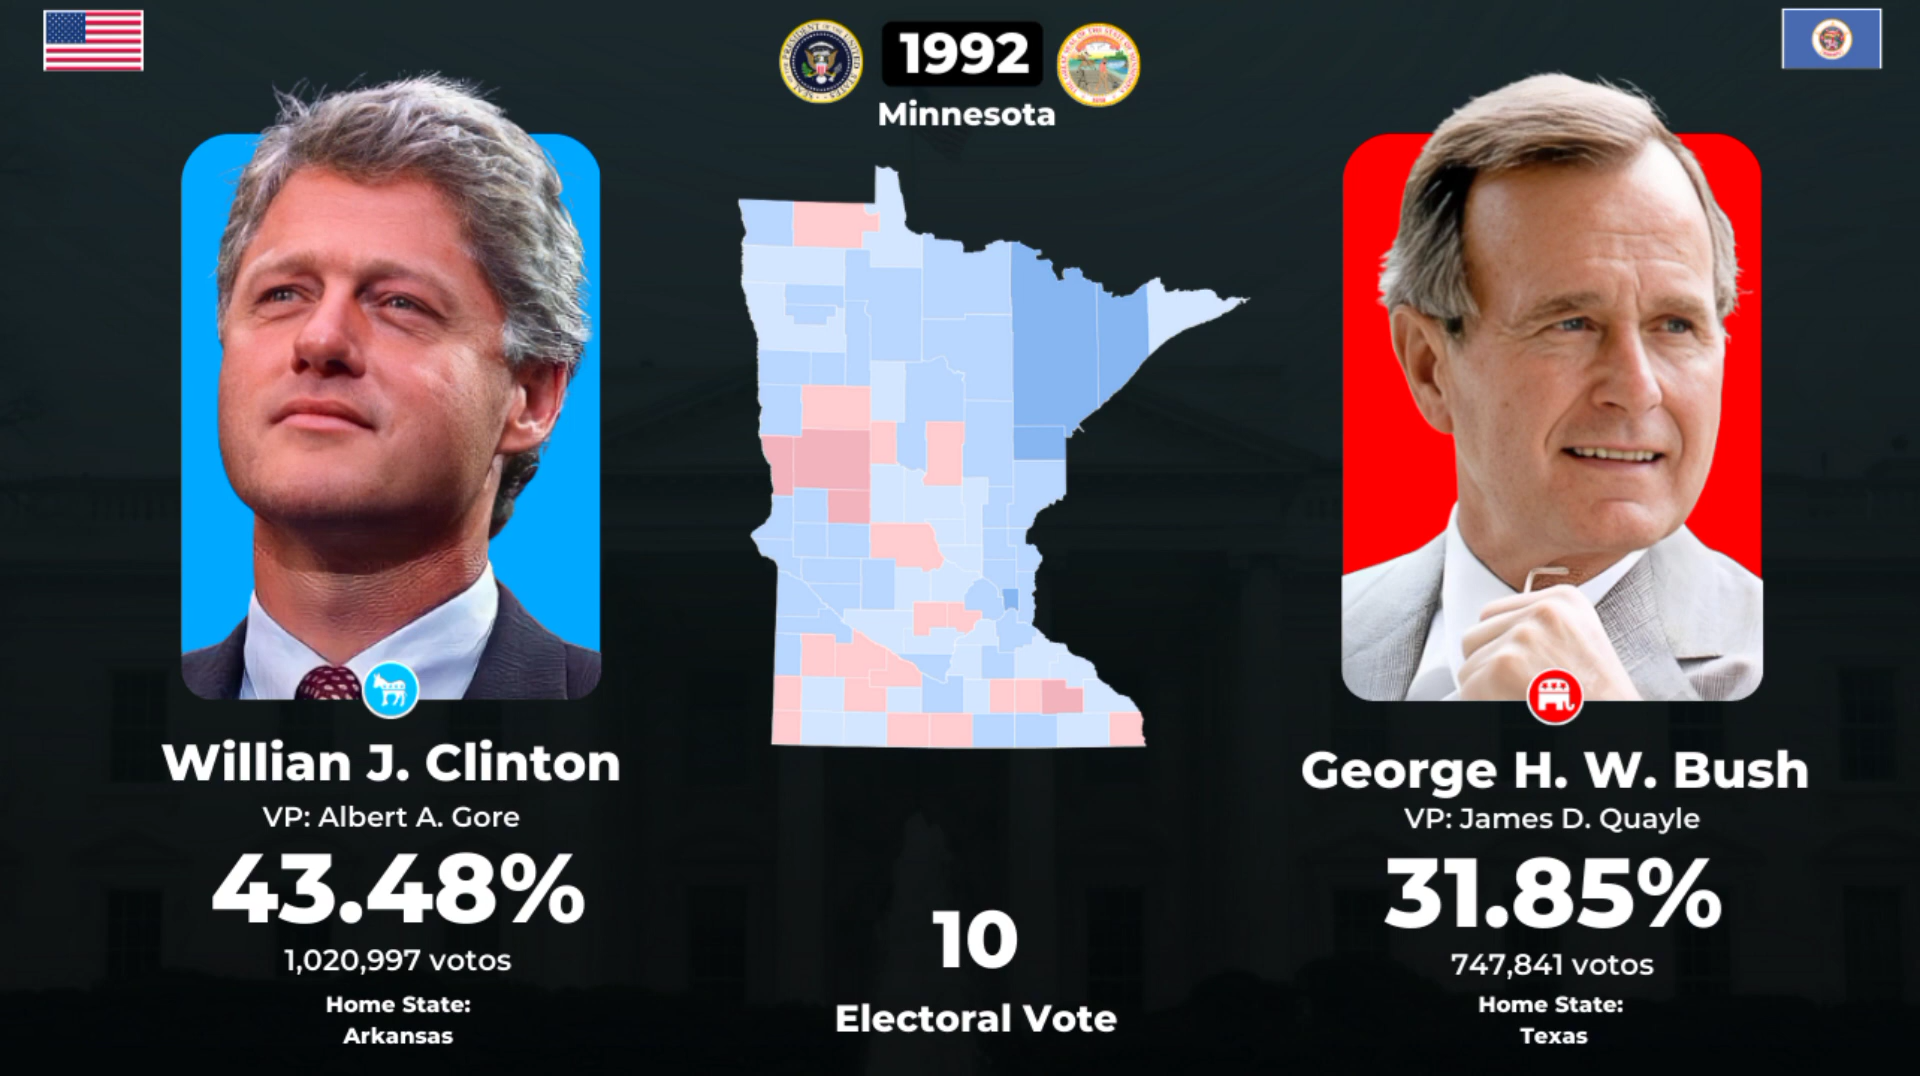 1992
Minnesota
Willian J. Clinton
VP: Albert A. Gore
43.48%
1,020,997 votos
Home State:
Arkansas
10
Electoral Vote
George H. W. Bush
VP: James D. Quayle
31.85%
747,841 votos
Home State:
Texas